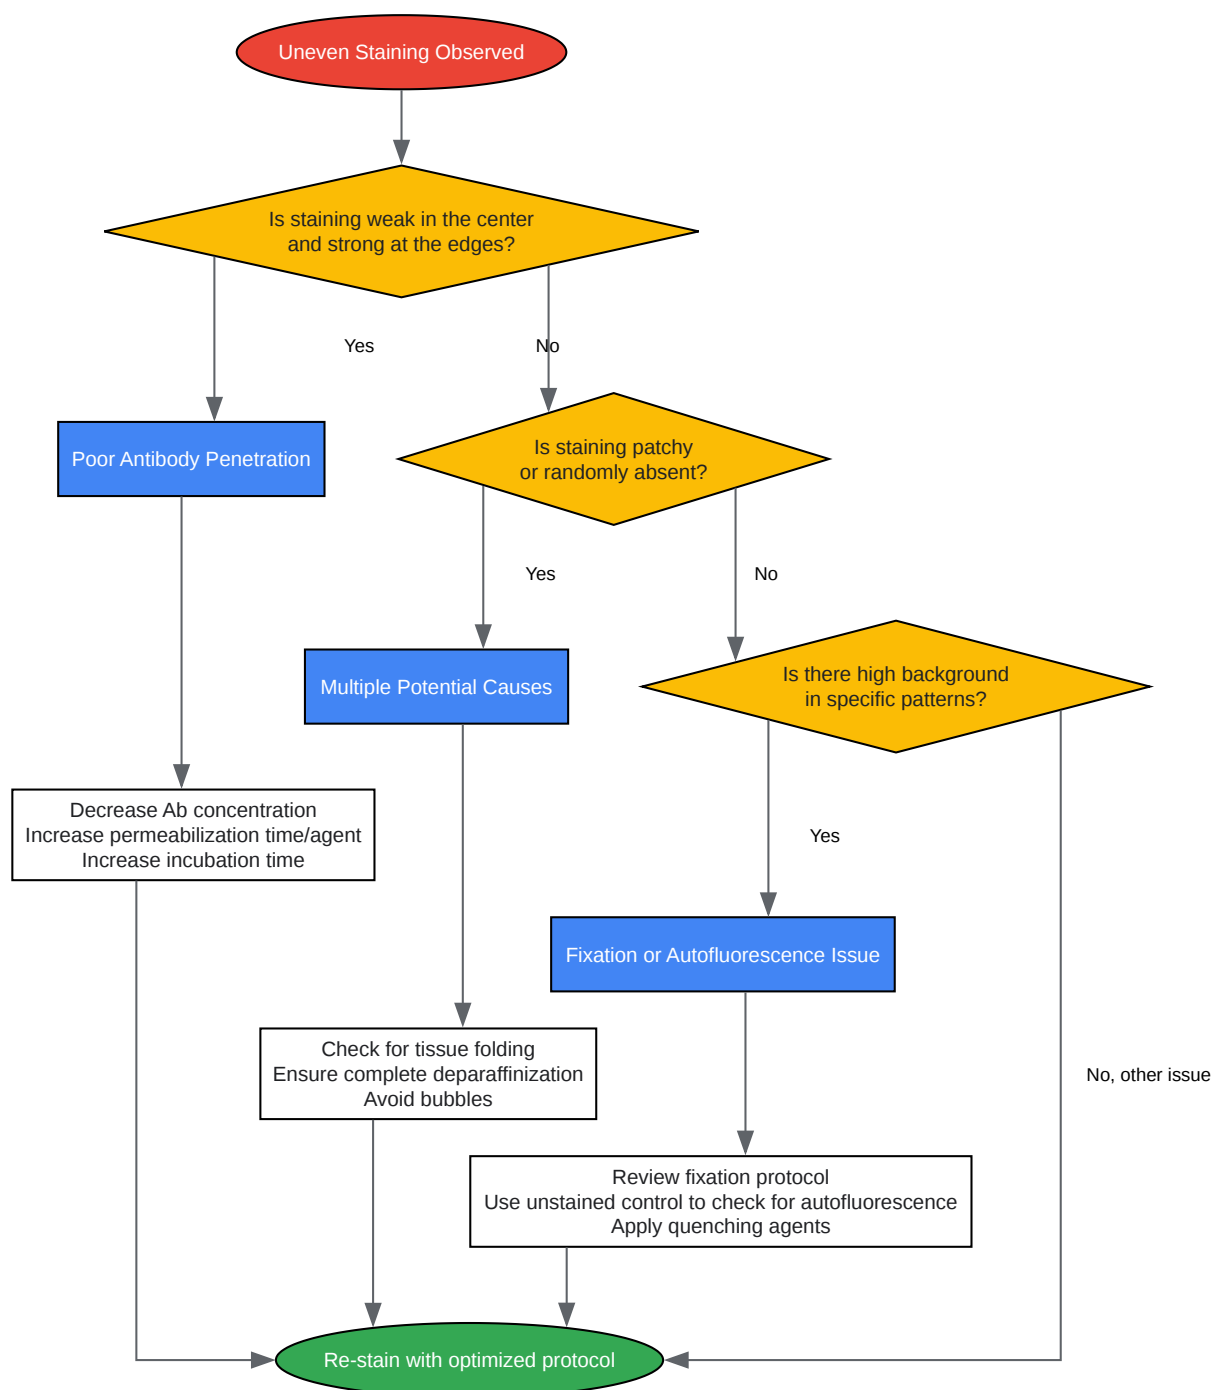 Uneven Staining Observed
Is staining weak in the center
and strong at the edges?
Yes
No
Poor Antibody Penetration
Is staining patchy
or randomly absent?
Yes
No
Multiple Potential Causes
Is there high background
in specific patterns?
Decrease Ab concentration
Increase permeabilization time/agent
Increase incubation time
Yes
Fixation or Autofluorescence Issue
Check for tissue folding
Ensure complete deparaffinization
Avoid bubbles
No, other issue
Review fixation protocol
Use unstained control to check for autofluorescence
Apply quenching agents
Re-stain with optimized protocol